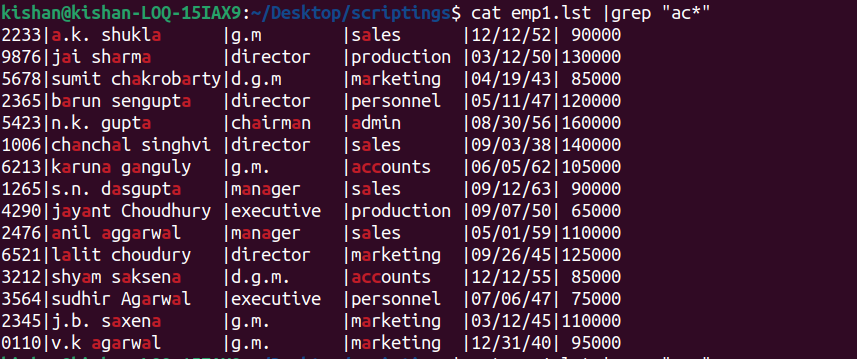 kishan@kishan-LOQ-15IAX9:~/Desktop/scriptings$ cat emp1.lst |grep "ac*"
2233|a.k. shukla      |g.m       |sales     |12/12/52| 90000
9876|jai sharma       |director  |production |03/12/50|130000
5678|sumit chakrobarty|d.g.m     |marketing |04/19/43| 85000
2365|barun sengupta   |director  |personnel |05/11/47|120000
5423|n.k. gupta       |chairman  |admin     |08/30/56|160000
1006|chanchal singhvi |director  |sales     |09/03/38|140000
6213|karuna ganguly   |g.m.      |accounts  |06/05/62|105000
1265|s.n. dasgupta    |manager   |sales     |09/12/63| 90000
4290|jayant Choudhury |executive |production |09/07/50| 65000
2476|anil aggarwal    |manager   |sales     |05/01/59|110000
6521|lalit choudury   |director  |marketing |09/26/45|125000
3212|shyam saksena    |d.g.m.    |accounts  |12/12/55| 85000
3564|sudhir Agarwal   |executive |personnel |07/06/47| 75000
2345|j.b. saxena      |g.m.      |marketing |03/12/45|110000
0110|v.k agarwal      |g.m.      |marketing |12/31/40| 95000